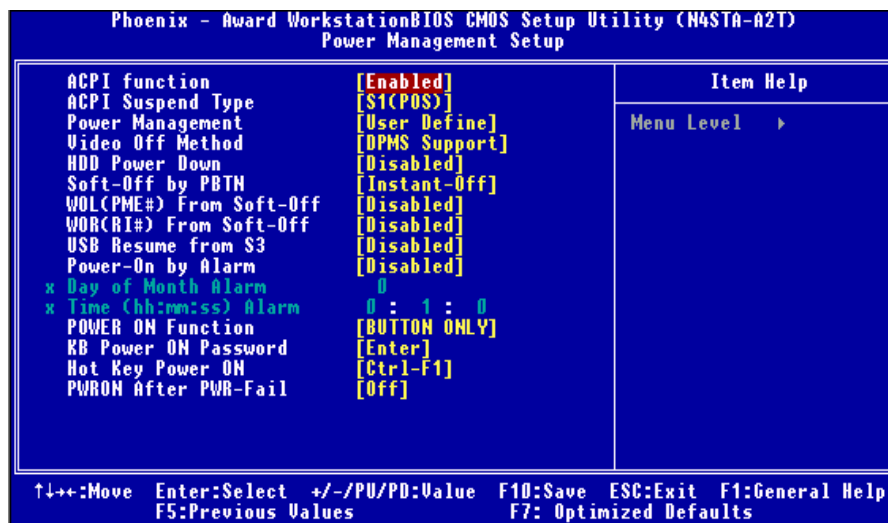 Phoenix - Award WorkstationBIOS CMOS Setup Utility (N4STA-A2T)
Power Management Setup
ACPI function [Enabled]
ACPI Suspend Type [S1(POS)]
Power Management [User Define]
Video Off Method [DPMS Support]
HDD Power Down [Disabled]
Soft-Off by PBTN [Instant-Off]
WOL(PME#) From Soft-Off [Disabled]
WOR(RI#) From Soft-Off [Disabled]
USB Resume from S3 [Disabled]
Power-On by Alarm [Disabled]
x Day of Month Alarm 0
x Time (hh:mm:ss) Alarm 0 : 1 : 0
POWER ON Function [BUTTON ONLY]
KB Power ON Password [Enter]
Hot Key Power ON [Ctrl-F1]
PWRON After PWR-Fail [Off]
Item Help
Menu Level ▸
↑↓→←:Move Enter:Select +/-/PU/PD:Value F10:Save ESC:Exit F1:General Help
F5:Previous Values F7: Optimized Defaults